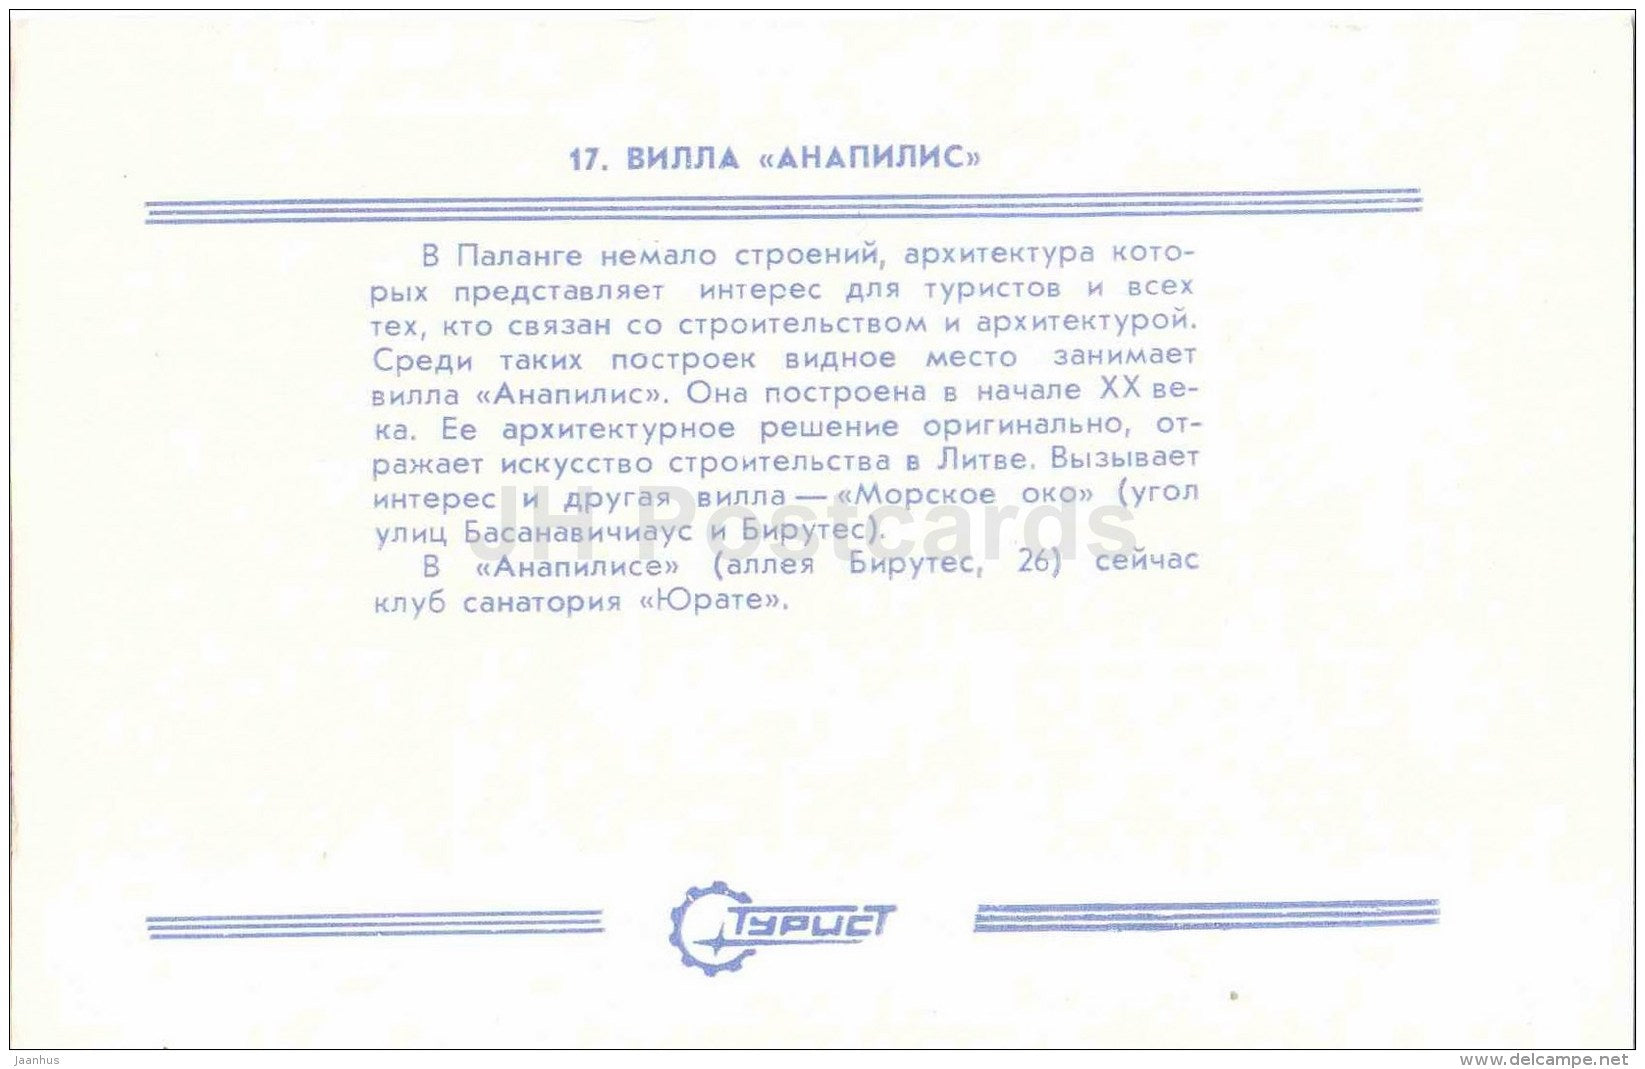 17. ВИЛЛА «АНАПИЛИС»
В Паланге немало строений, архитектура кото-
рых представляет интерес для туристов и всех
тех, кто связан со строительством и архитектурой.
Среди таких построек видное место занимает
вилла «Анапилис». Она построена в начале XX ве-
ка. Ее архитектурное решение оригинально, от-
ражает искусство строительства в Литве. Вызывает
интерес и другая вилла — «Морское око» (угол
улиц Басанавичиаус и Бирутес).
В «Анапилисе» (аллея Бирутес, 26) сейчас
клуб санатория «Юрате».
JH Postcards
ТУРИСТ
Jaanhus
www.delcampe.net